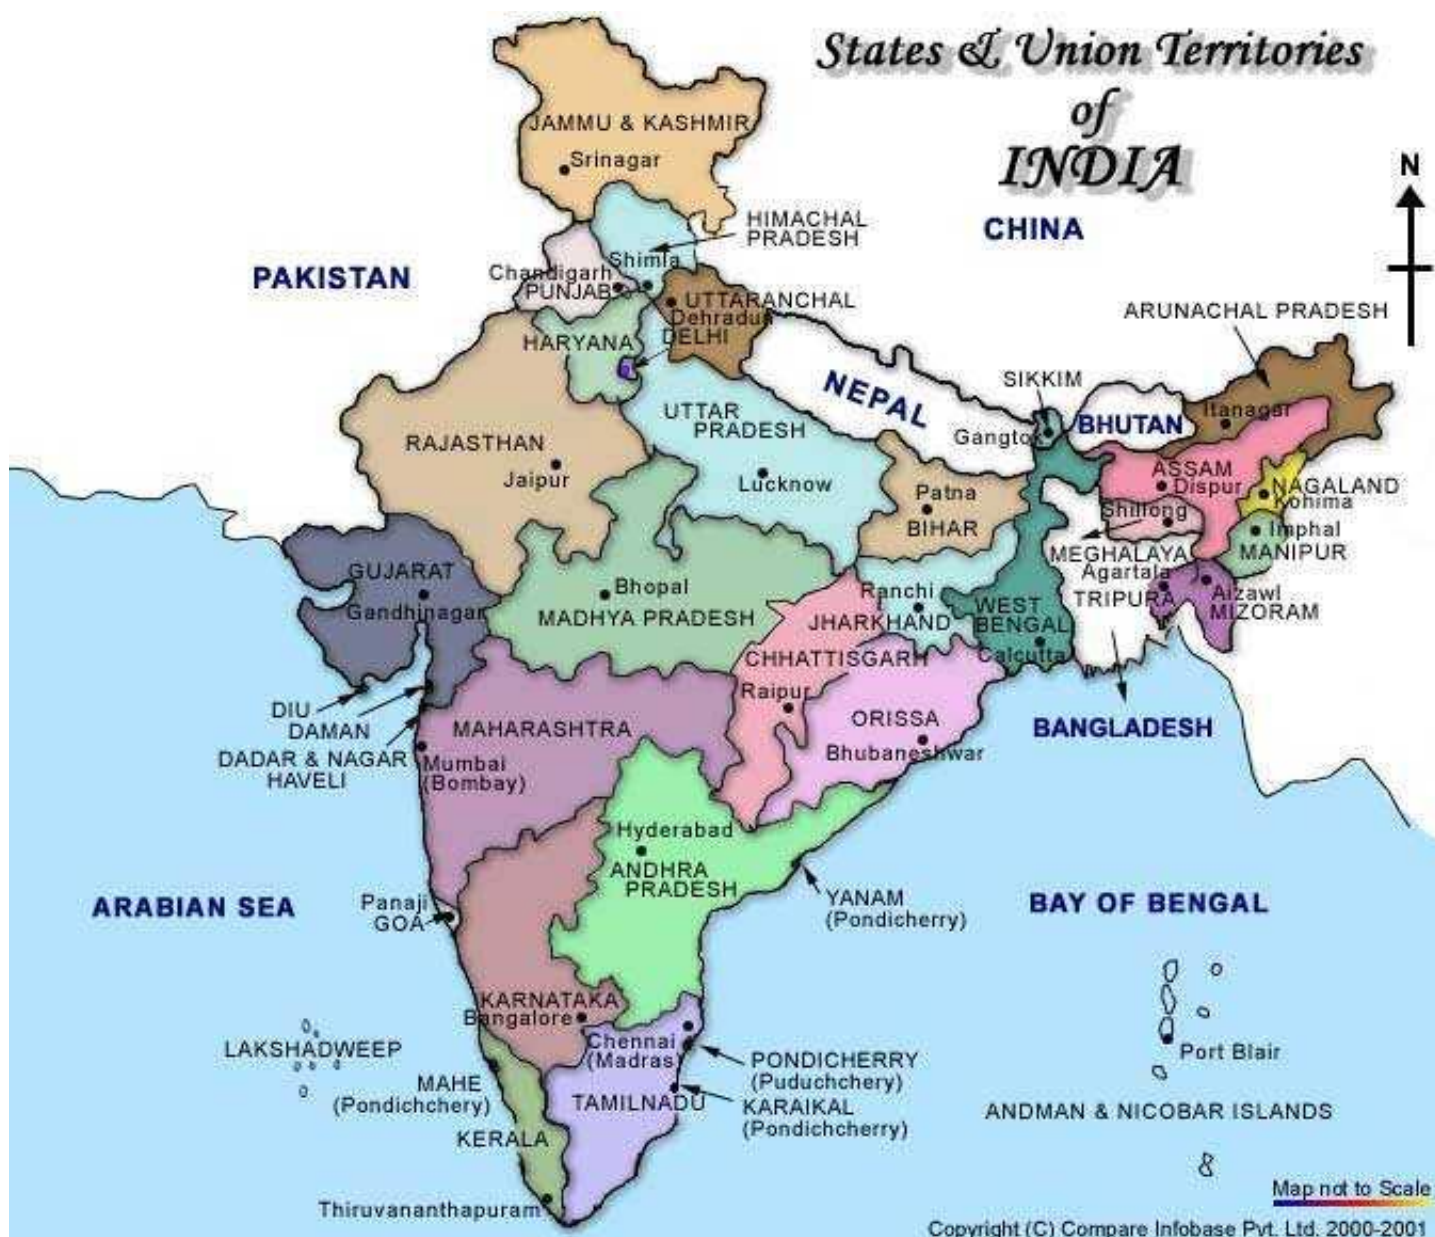 States & Union Territories
of
INDIA
N
JAMMU & KASHMIR
Srinagar
HIMACHAL
PRADESH
CHINA
PAKISTAN
Shimla
Chandigarh
PUNJAB
UTTARANCHAL
Dehradun
DELHI
HARYANA
ARUNACHAL PRADESH
SIKKIM
NEPAL
BHUTAN
Itanagar
Gangtok
UTTAR
PRADESH
Lucknow
RAJASTHAN
Jaipur
Patna
BIHAR
ASSAM
Dispur
NAGALAND
Kohima
Shillong
Imphal
MANIPUR
MEGHALAYA
Agartala
TRIPURA
Aizawl
MIZORAM
GUJARAT
Gandhinagar
Bhopal
MADHYA PRADESH
Ranchi
JHARKHAND
WEST
BENGAL
Calcutta
CHHATTISGARH
Raipur
ORISSA
Bhubaneshwar
BANGLADESH
DIU
DAMAN
DADAR & NAGAR
HAVELI
MAHARASHTRA
Mumbai
(Bombay)
Hyderabad
ANDHRA
PRADESH
YANAM
(Pondicherry)
ARABIAN SEA
BAY OF BENGAL
Panaji
GOA
KARNATAKA
Bangalore
LAKSHADWEEP
Chennai
(Madras)
PONDICHERRY
(Puduchchery)
Port Blair
MAHE
(Pondichchery)
TAMILNADU
KARAIKAL
(Pondichcherry)
ANDMAN & NICOBAR ISLANDS
KERALA
Thiruvananthapuram
Map not to Scale
Copyright (C) Compare Infobase Pvt. Ltd. 2000-2001